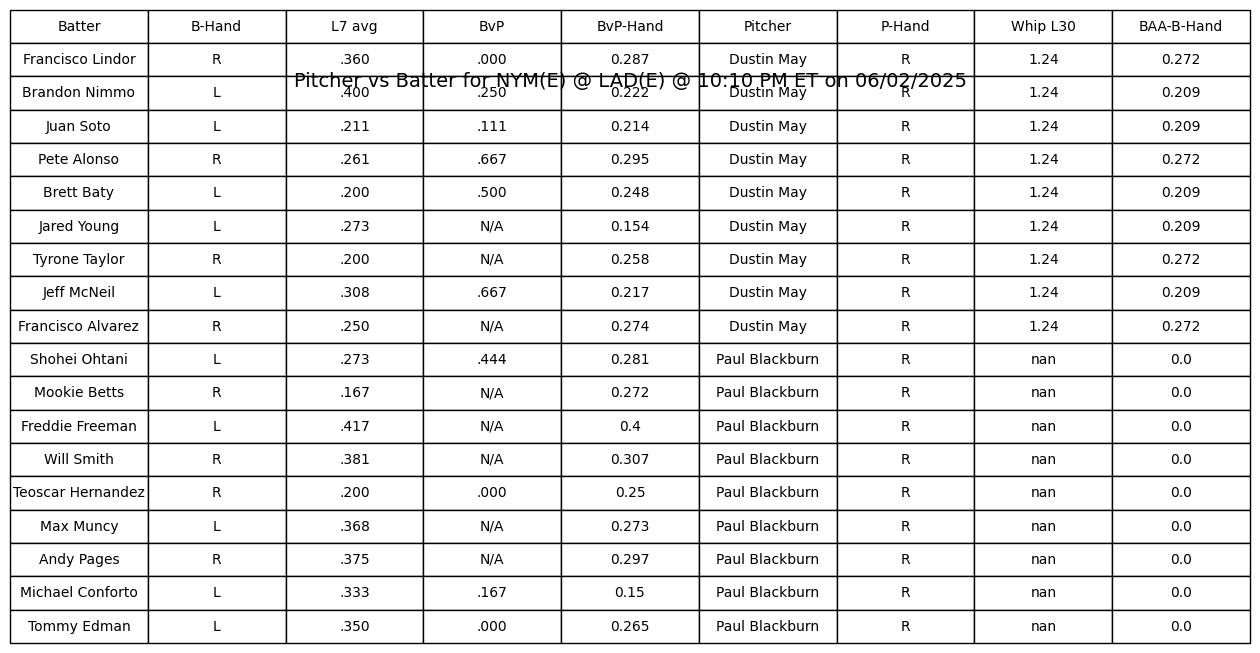 Batter B-Hand L7 avg BvP BvP-Hand Pitcher P-Hand Whip L30 BAA-B-Hand
Francisco Lindor R .360 .000 0.287 Dustin May R 1.24 0.272
Pitcher vs Batter for NYM(E) @ LAD(E) @ 10:10 PM ET on 06/02/2025
Brandon Nimmo L .400 .250 0.222 Dustin May R 1.24 0.209
Juan Soto L .211 .111 0.214 Dustin May R 1.24 0.209
Pete Alonso R .261 .667 0.295 Dustin May R 1.24 0.272
Brett Baty L .200 .500 0.248 Dustin May R 1.24 0.209
Jared Young L .273 N/A 0.154 Dustin May R 1.24 0.209
Tyrone Taylor R .200 N/A 0.258 Dustin May R 1.24 0.272
Jeff McNeil L .308 .667 0.217 Dustin May R 1.24 0.209
Francisco Alvarez R .250 N/A 0.274 Dustin May R 1.24 0.272
Shohei Ohtani L .273 .444 0.281 Paul Blackburn R nan 0.0
Mookie Betts R .167 N/A 0.272 Paul Blackburn R nan 0.0
Freddie Freeman L .417 N/A 0.4 Paul Blackburn R nan 0.0
Will Smith R .381 N/A 0.307 Paul Blackburn R nan 0.0
Teoscar Hernandez R .200 .000 0.25 Paul Blackburn R nan 0.0
Max Muncy L .368 N/A 0.273 Paul Blackburn R nan 0.0
Andy Pages R .375 N/A 0.297 Paul Blackburn R nan 0.0
Michael Conforto L .333 .167 0.15 Paul Blackburn R nan 0.0
Tommy Edman L .350 .000 0.265 Paul Blackburn R nan 0.0